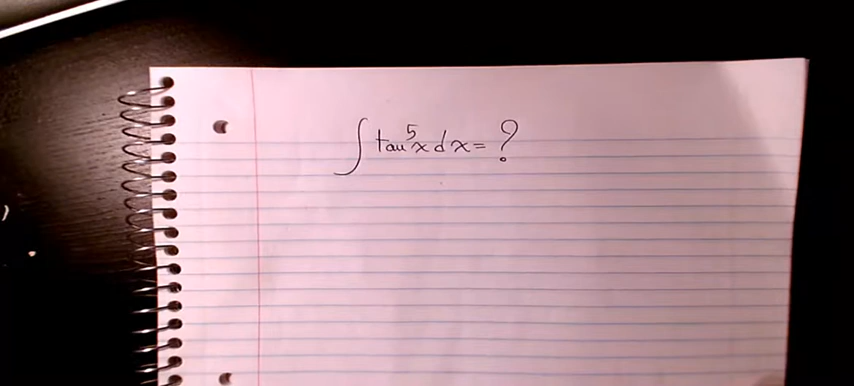 ∫ tan⁵x dx = ?